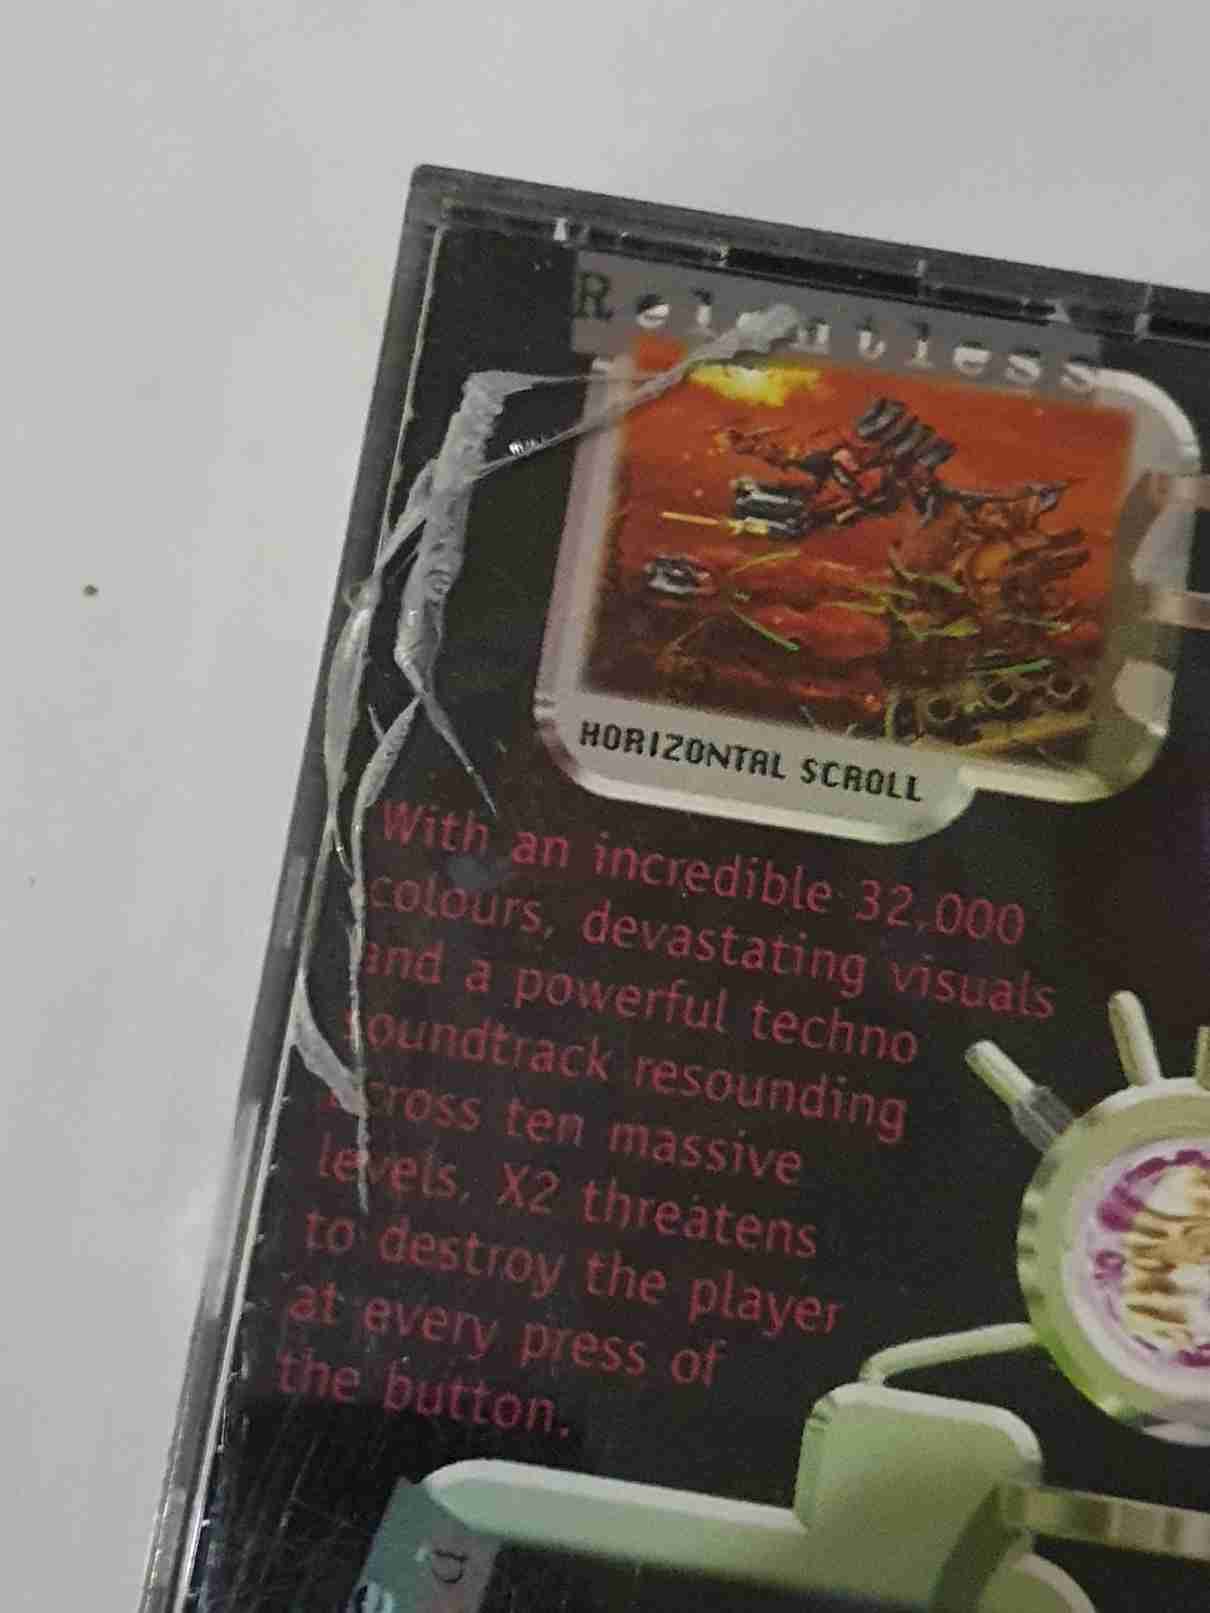 Relentless
HORIZONTAL SCROLL
With an incredible 32,000
colours, devastating visuals
and a powerful techno
soundtrack resounding
across ten massive
levels, X2 threatens
to destroy the player
at every press of
the button.